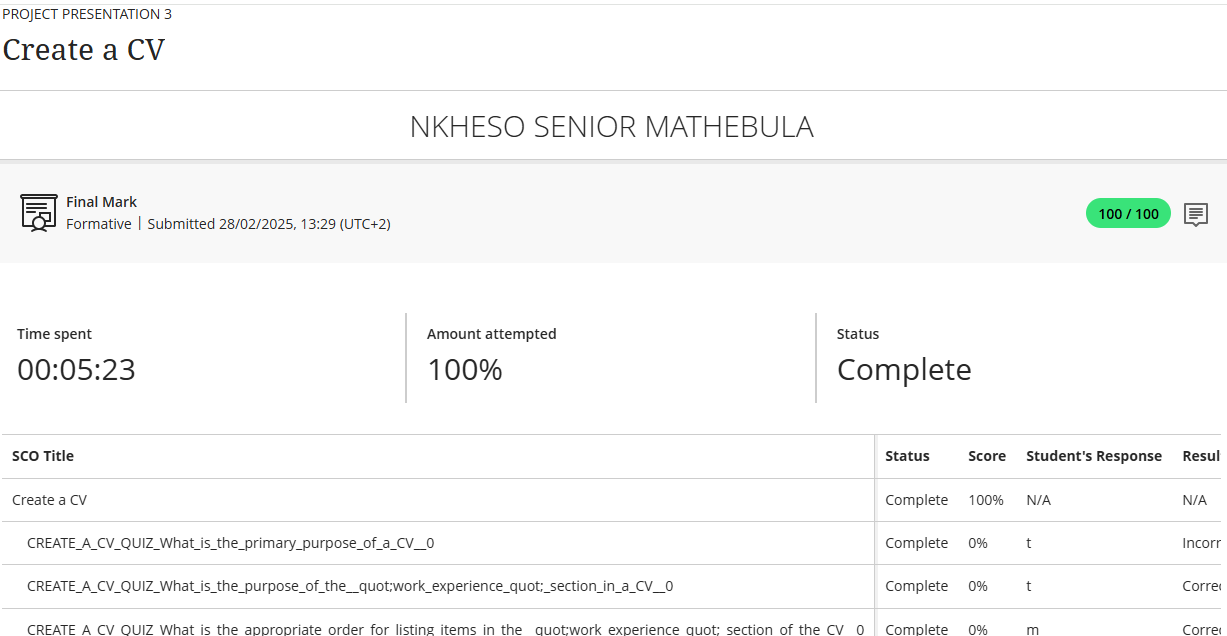 PROJECT PRESENTATION 3
Create a CV
NKHESO SENIOR MATHEBULA
Final Mark
Formative | Submitted 28/02/2025, 13:29 (UTC+2)
100 / 100
Time spent
00:05:23
Amount attempted
100%
Status
Complete
SCO Title Status Score Student's Response Resul
Create a CV Complete 100% N/A N/A
CREATE_A_CV_QUIZ_What_is_the_primary_purpose_of_a_CV__0 Complete 0% t Incorr
CREATE_A_CV_QUIZ_What_is_the_purpose_of_the__quot;work_experience_quot;_section_in_a_CV__0 Complete 0% t Correc
CREATE_A_CV_QUIZ_What_is_the_appropriate_order_for_listing_items_in_the__quot;work_experience_quot;_section_of_the_CV__0 Complete 0% m Correc